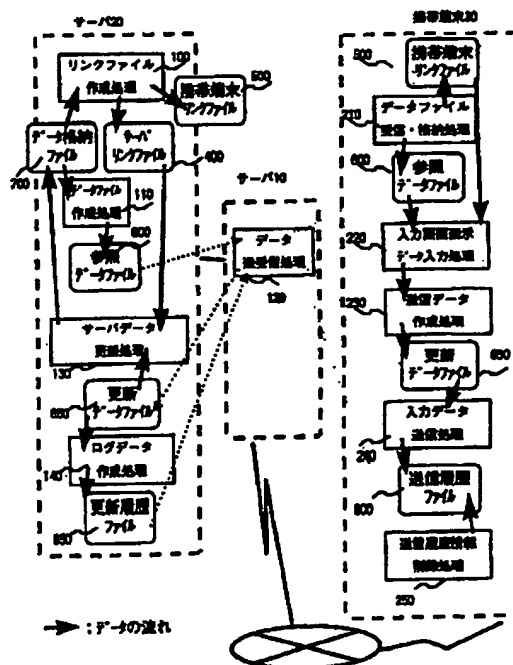 サーバ20
100
リンクファイル
作成処理
500
携帯端末
リンクファイル
データ格納
ファイル
700
サーバ
リンクファイル
400
データファイル
作成処理
110
600
参照
データファイル
サーバデータ
更新処理
130
更新
データファイル
650
ログデータ
作成処理
140
更新履歴
ファイル
850
サーバ10
データ
送受信処理
120
携帯端末30
500
携帯端末
リンクファイル
210
データファイル
受信・格納処理
600
参照
データファイル
220
入力画面表示
データ入力処理
230
送信データ
作成処理
更新
データファイル
650
入力データ
送信処理
240
送信履歴
ファイル
800
送信履歴情報
削除処理
250
:データの流れ